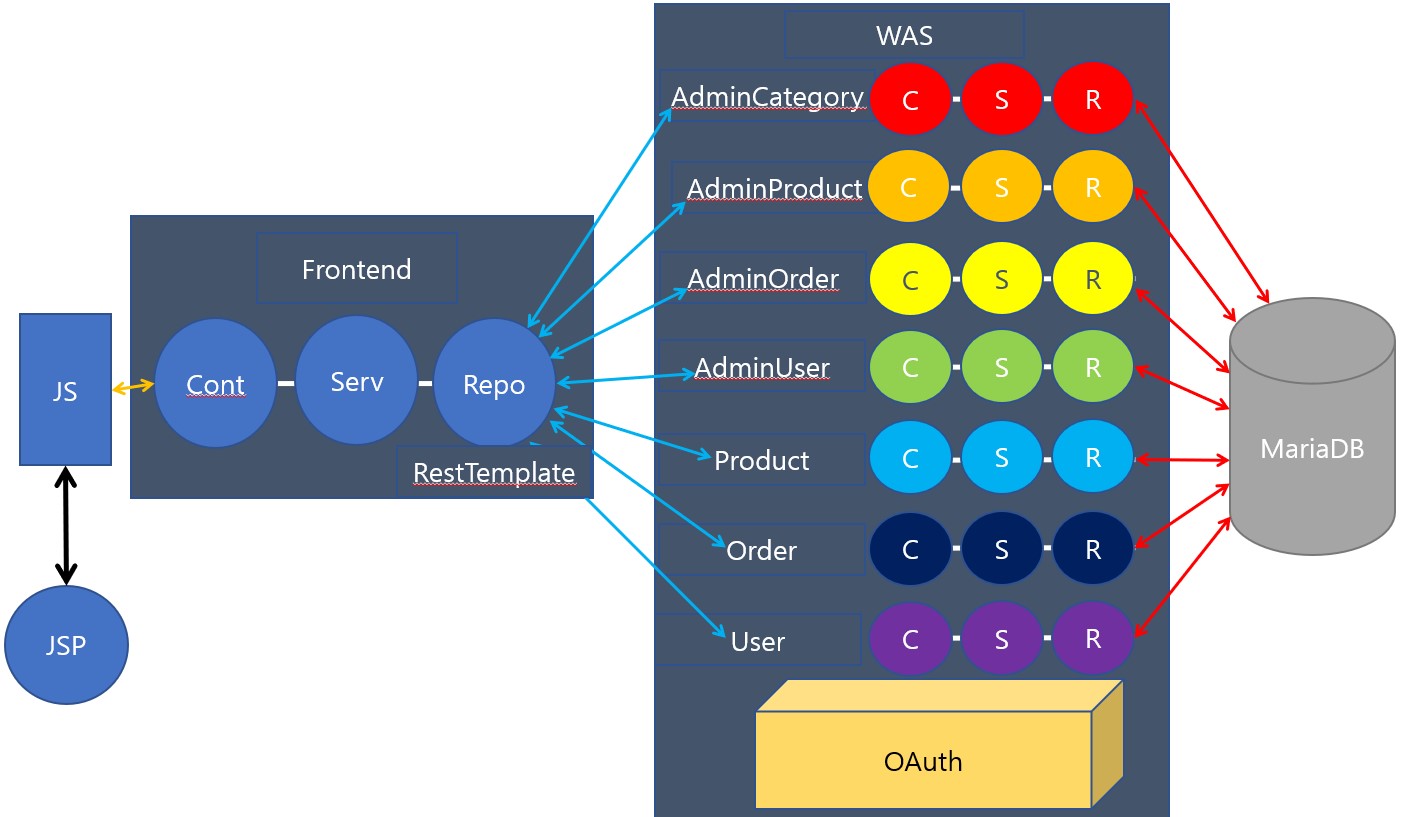 WAS
AdminCategory C S R
AdminProduct C S R
Frontend
AdminOrder C S R
JS Cont Serv Repo
AdminUser C S R
MariaDB
RestTemplate
Product C S R
Order C S R
JSP
User C S R
OAuth